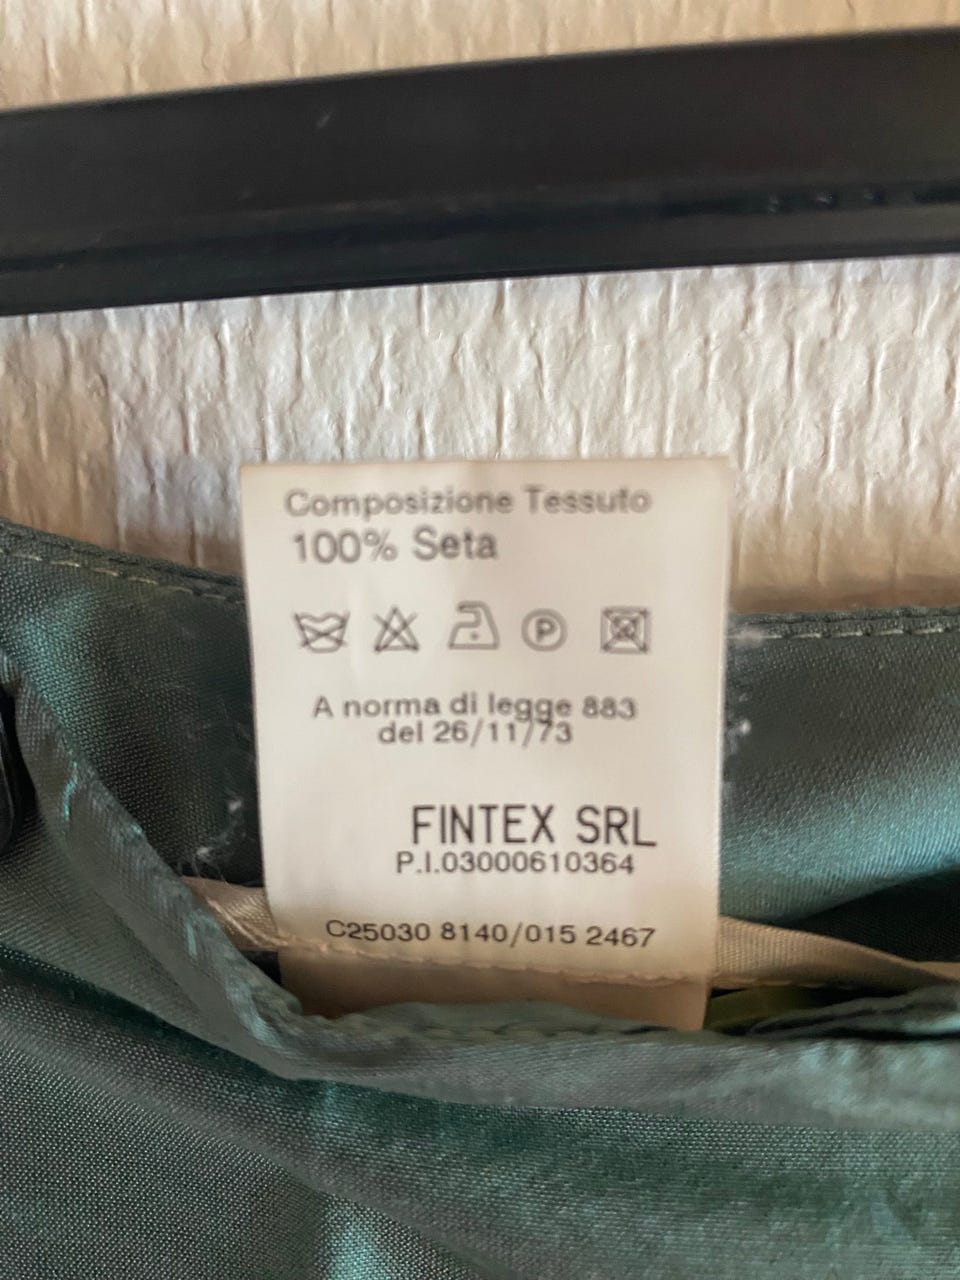 Composizione Tessuto
100% Seta
P
A norma di legge 883
del 26/11/73
FINTEX SRL
P.I.03000610364
C25030 8140/015 2467